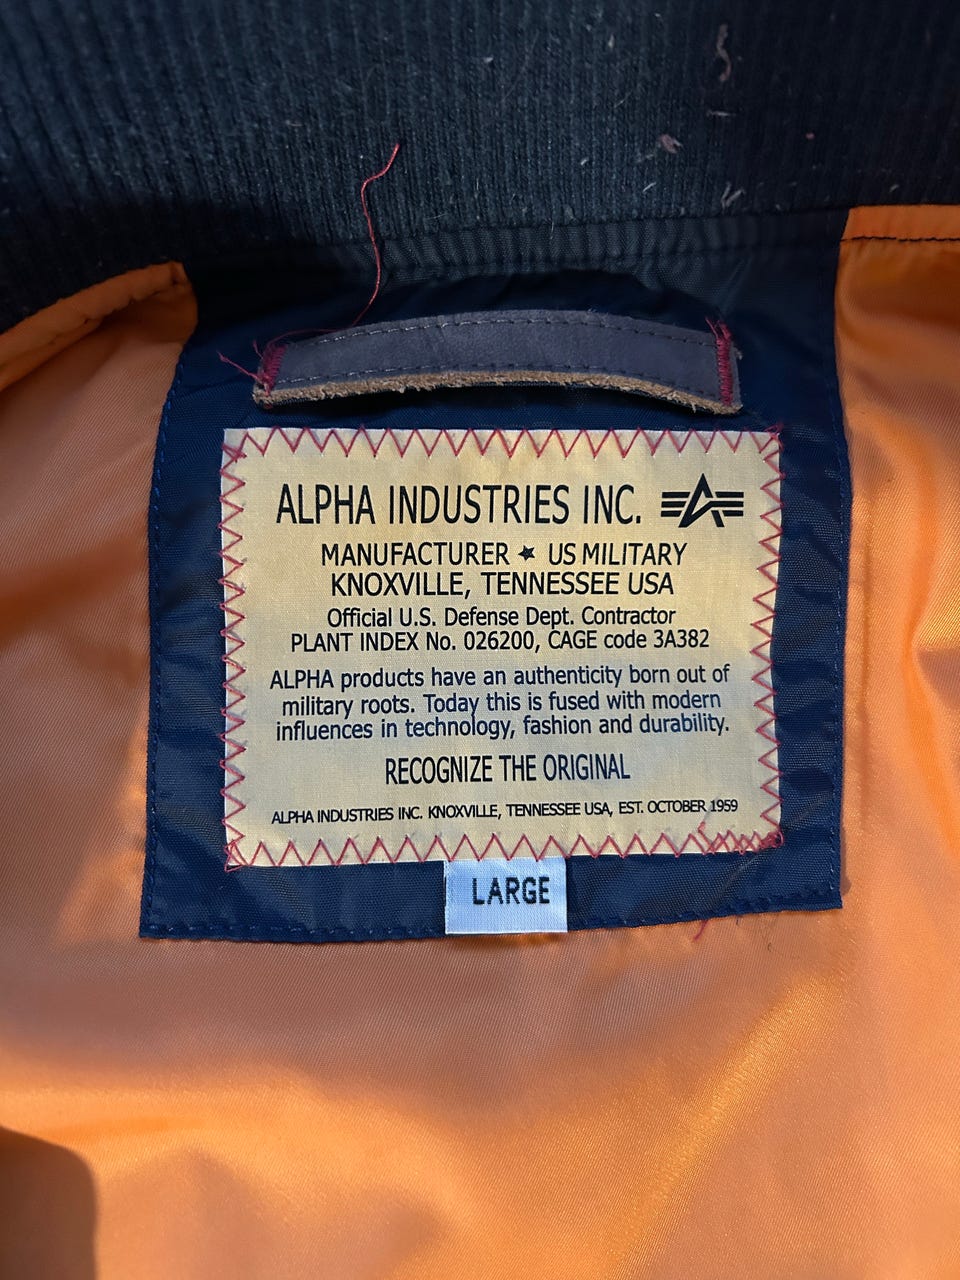 ALPHA INDUSTRIES INC.
MANUFACTURER ★ US MILITARY
KNOXVILLE, TENNESSEE USA
Official U.S. Defense Dept. Contractor
PLANT INDEX No. 026200, CAGE code 3A382
ALPHA products have an authenticity born out of
military roots. Today this is fused with modern
influences in technology, fashion and durability.
RECOGNIZE THE ORIGINAL
ALPHA INDUSTRIES INC. KNOXVILLE, TENNESSEE USA, EST. OCTOBER 1959
LARGE